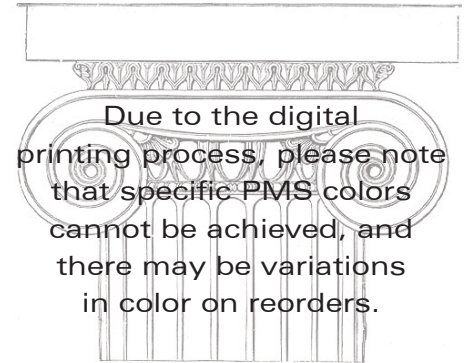 Due to the digital
printing process, please note
that specific PMS colors
cannot be achieved, and
there may be variations
in color on reorders.